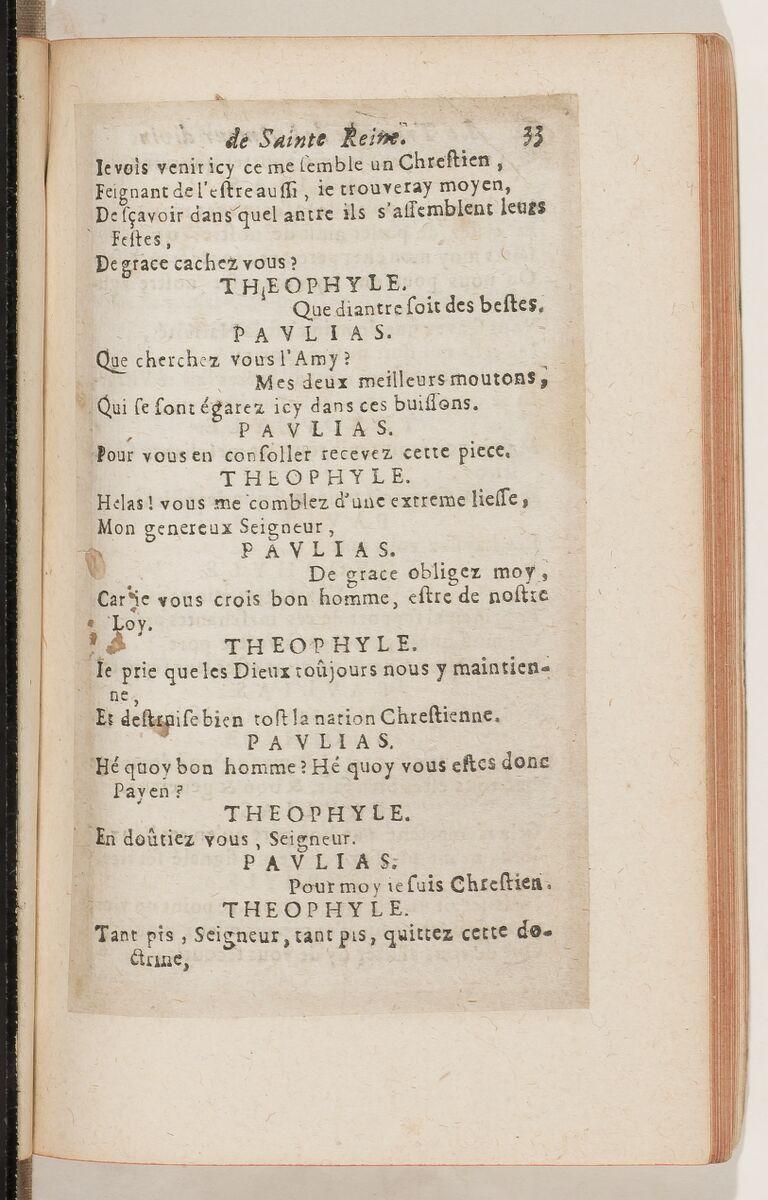 de Sainte Reine. 33
Ie vois venir icy ce me ſemble un Chreſtien,
Feignant de l'eſtre auſſi, ie trouveray moyen,
De ſçavoir dans quel antre ils s'aſſemblent leurs
Feſtes,
De grace cachez vous?
THEOPHYLE.
Que diantre ſoit des beſtes.
PAVLIAS.
Que cherchez vous l'Amy?
Mes deux meilleurs moutons,
Qui ſe ſont égarez icy dans ces buiſſons.
PAVLIAS.
Pour vous en conſoller recevez cette piece.
THEOPHYLE.
Helas! vous me comblez d'une extreme lieſſe,
Mon genereux Seigneur,
PAVLIAS.
De grace obligez moy,
Car ie vous crois bon homme, eſtre de noſtre
Loy.
THEOPHYLE.
Ie prie que les Dieux toûjours nous y maintien-
ne,
Et deſtruiſe bien toſt la nation Chreſtienne.
PAVLIAS.
Hé quoy bon homme? Hé quoy vous eſtes donc
Payen?
THEOPHYLE.
En doûtiez vous, Seigneur.
PAVLIAS.
Pour moy ie ſuis Chreſtien.
THEOPHYLE.
Tant pis, Seigneur, tant pis, quittez cette do-
ctrine,